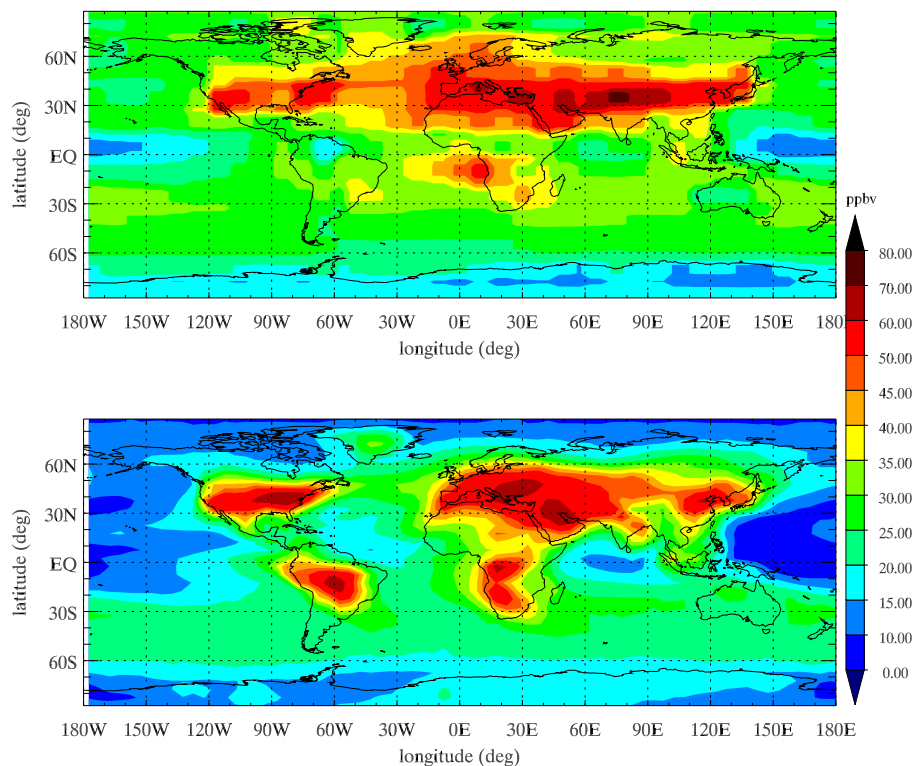 60N
30N
EQ
30S
60S
latitude (deg)
180W 150W 120W 90W 60W 30W 0E 30E 60E 90E 120E 150E 180E
longitude (deg)
ppbv
80.00
70.00
60.00
50.00
45.00
40.00
35.00
30.00
25.00
20.00
15.00
10.00
0.00
60N
30N
EQ
30S
60S
latitude (deg)
180W 150W 120W 90W 60W 30W 0E 30E 60E 90E 120E 150E 180E
longitude (deg)